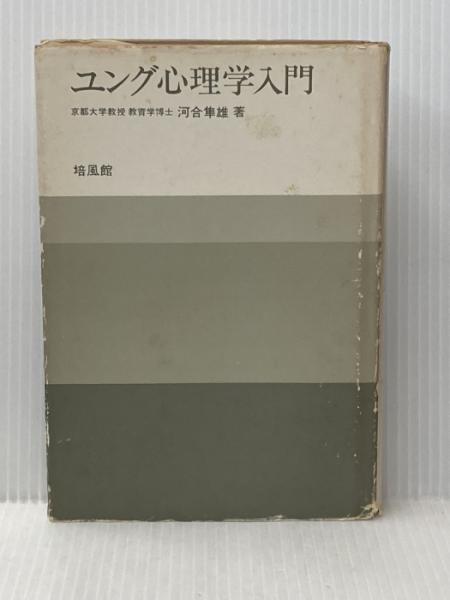 ユング心理学入門
京都大学教授 教育学博士 河合隼雄 著
培風館